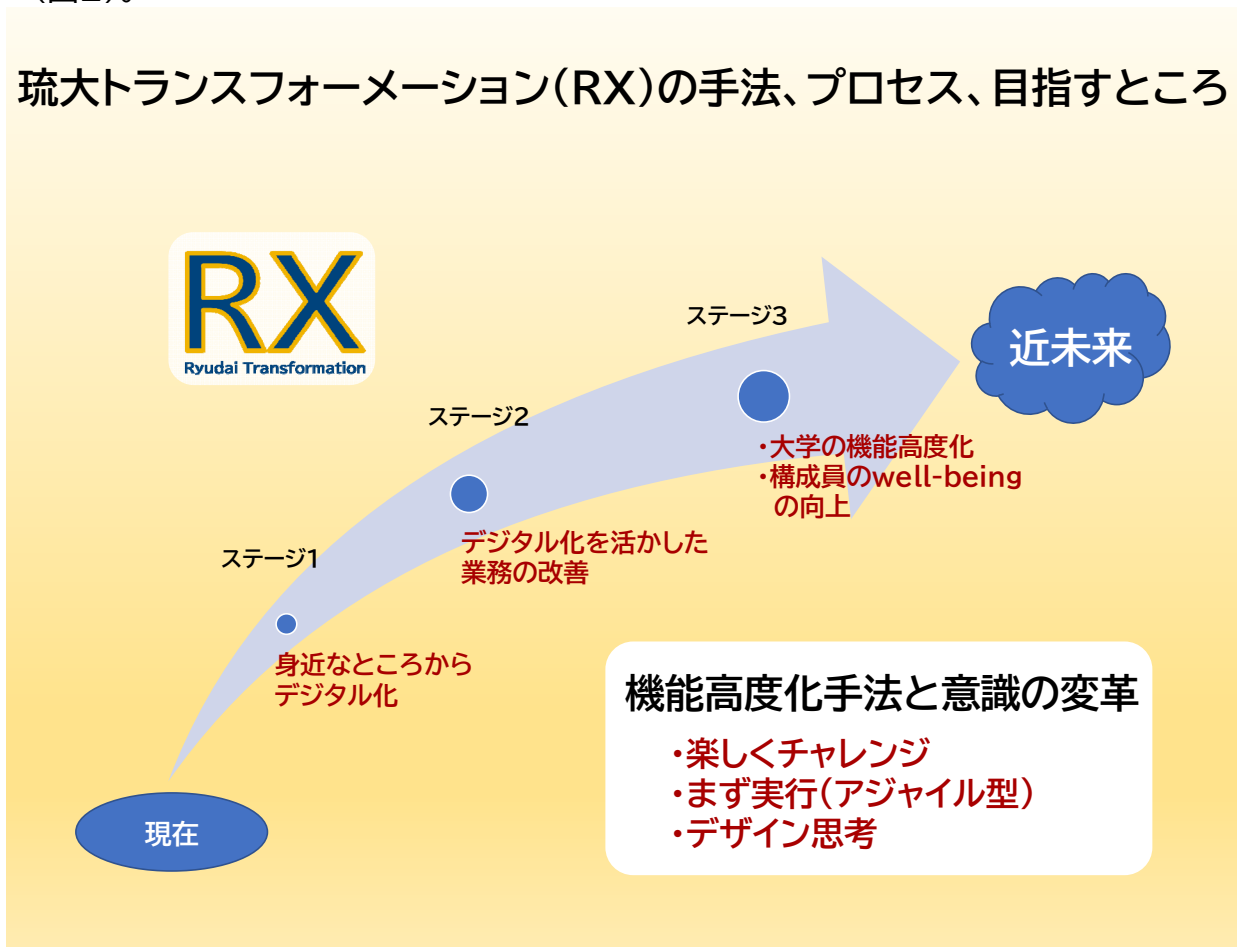 琉大トランスフォーメーション(RX)の手法、プロセス、目指すところ
RX
Ryudai Transformation
ステージ3
近未来
ステージ2
・大学の機能高度化
・構成員のwell-being
の向上
ステージ1
デジタル化を活かした
業務の改善
身近なところから
デジタル化
機能高度化手法と意識の変革
・楽しくチャレンジ
・まず実行(アジャイル型)
・デザイン思考
現在